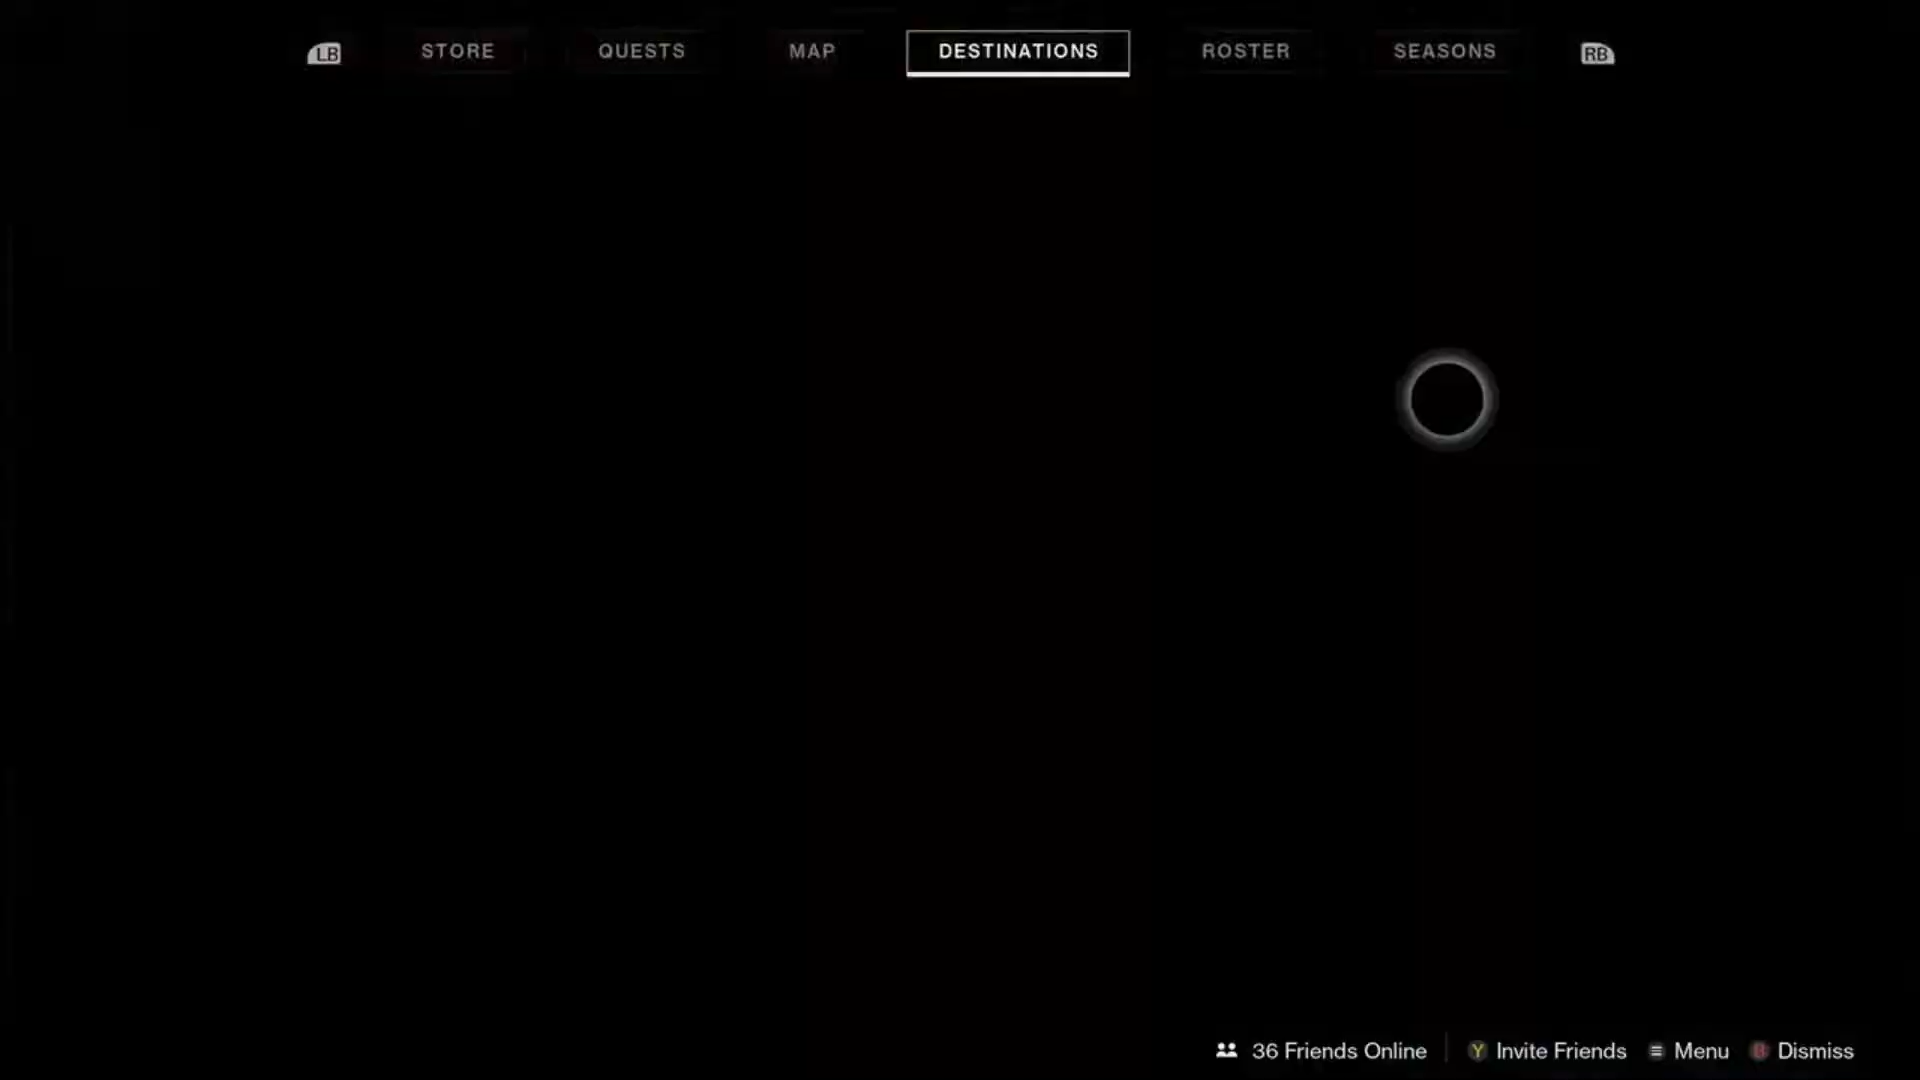 LB STORE QUESTS MAP DESTINATIONS ROSTER SEASONS RB
36 Friends Online Y Invite Friends Menu B Dismiss